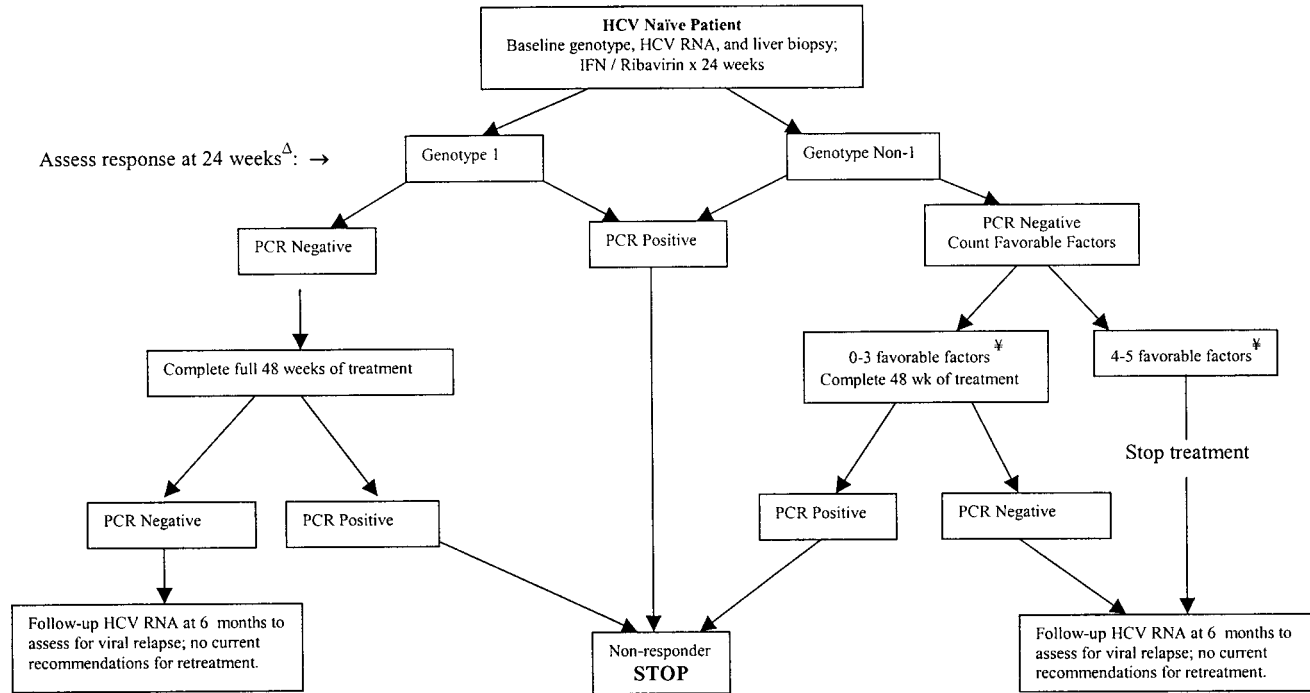 HCV Naïve Patient
Baseline genotype, HCV RNA, and liver biopsy;
IFN / Ribavirin x 24 weeks
Assess response at 24 weeksΔ: →
Genotype 1
Genotype Non-1
PCR Negative
PCR Positive
PCR Negative
Count Favorable Factors
Complete full 48 weeks of treatment
0-3 favorable factors¥
Complete 48 wk of treatment
4-5 favorable factors¥
Stop treatment
PCR Negative
PCR Positive
PCR Positive
PCR Negative
Follow-up HCV RNA at 6 months to
assess for viral relapse; no current
recommendations for retreatment.
Non-responder
STOP
Follow-up HCV RNA at 6 months to
assess for viral relapse; no current
recommendations for retreatment.